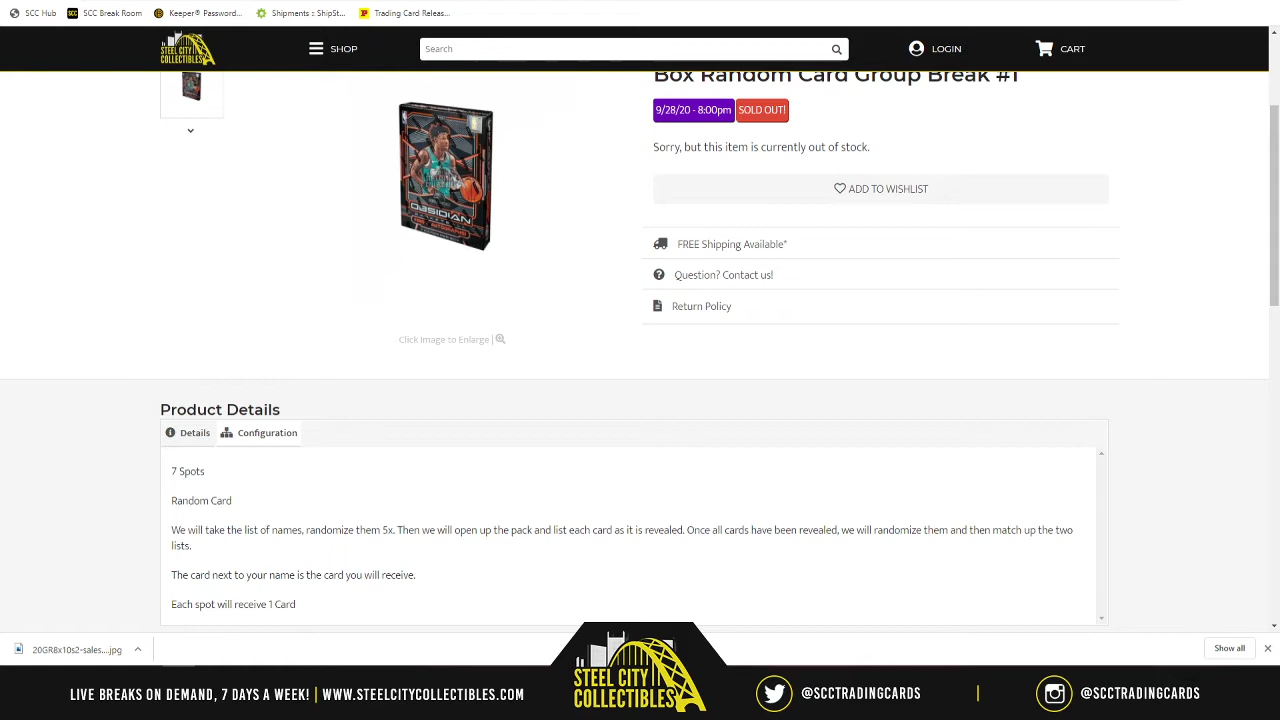 SCC Hub SCC Break Room Keeper® Password... Shipments :: ShipSt... Trading Card Releas...
STEEL CITY
COLLECTIBLES
SHOP
Search
LOGIN
CART
Box Random Card Group Break #1
9/28/20 - 8:00pm SOLD OUT!
Sorry, but this item is currently out of stock.
ADD TO WISHLIST
FREE Shipping Available*
Question? Contact us!
Return Policy
OBSIDIAN
Click Image to Enlarge |
Product Details
Details Configuration
7 Spots
Random Card
We will take the list of names, randomize them 5x. Then we will open up the pack and list each card as it is revealed. Once all cards have been revealed, we will randomize them and then match up the two
lists.
The card next to your name is the card you will receive.
Each spot will receive 1 Card
20GR8x10s2-sales....jpg
Show all
LIVE BREAKS ON DEMAND, 7 DAYS A WEEK! | WWW.STEELCITYCOLLECTIBLES.COM
STEEL CITY
COLLECTIBLES
@SCCTRADINGCARDS | @SCCTRADINGCARDS